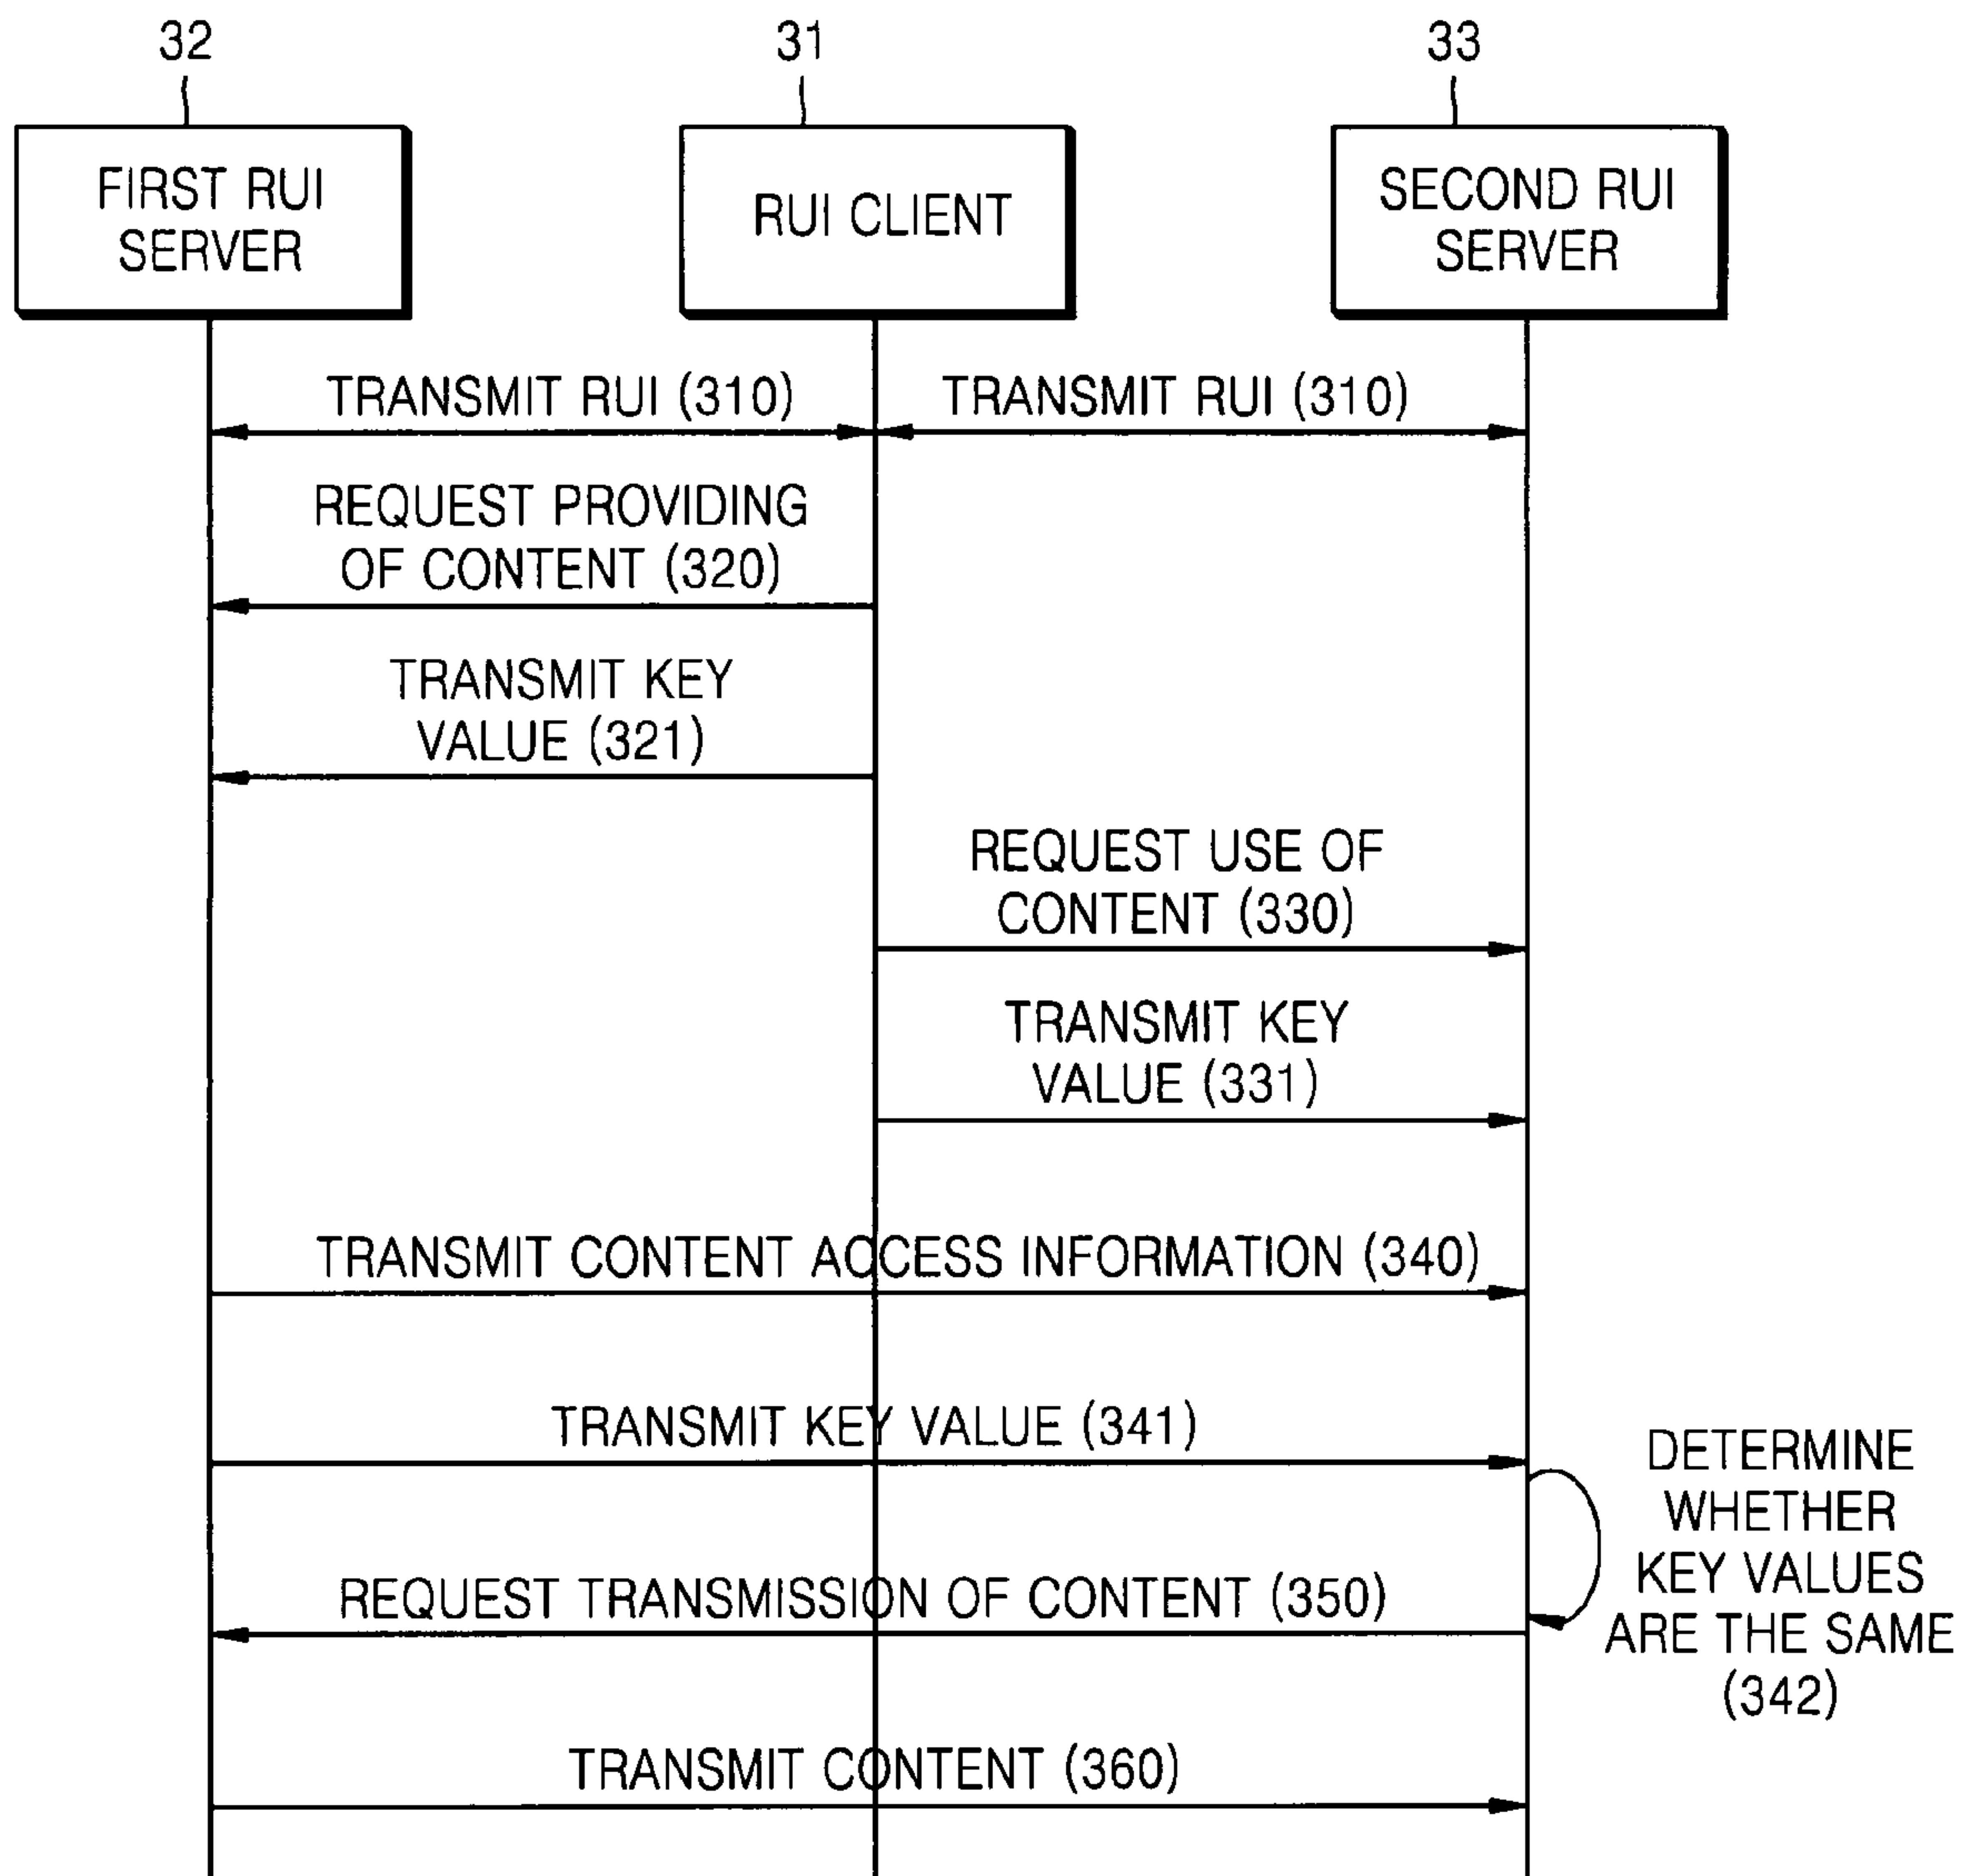 32
31
33
FIRST RUI
SERVER
RUI CLIENT
SECOND RUI
SERVER
TRANSMIT RUI (310)
TRANSMIT RUI (310)
REQUEST PROVIDING
OF CONTENT (320)
TRANSMIT KEY
VALUE (321)
REQUEST USE OF
CONTENT (330)
TRANSMIT KEY
VALUE (331)
TRANSMIT CONTENT ACCESS INFORMATION (340)
TRANSMIT KEY VALUE (341)
DETERMINE
WHETHER
KEY VALUES
ARE THE SAME
(342)
REQUEST TRANSMISSION OF CONTENT (350)
TRANSMIT CONTENT (360)